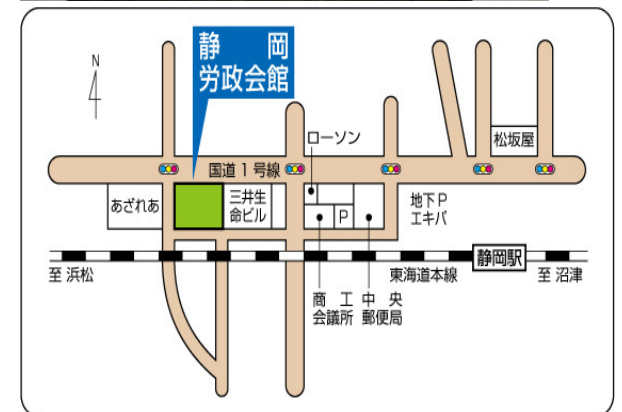 静 岡
労政会館
N
ローソン
松坂屋
国道1号線
あざれあ
三井生
命ビル
地下P
エキパ
P
静岡駅
至 浜松
東海道本線
至 沼津
商 工
会議所
中 央
郵便局